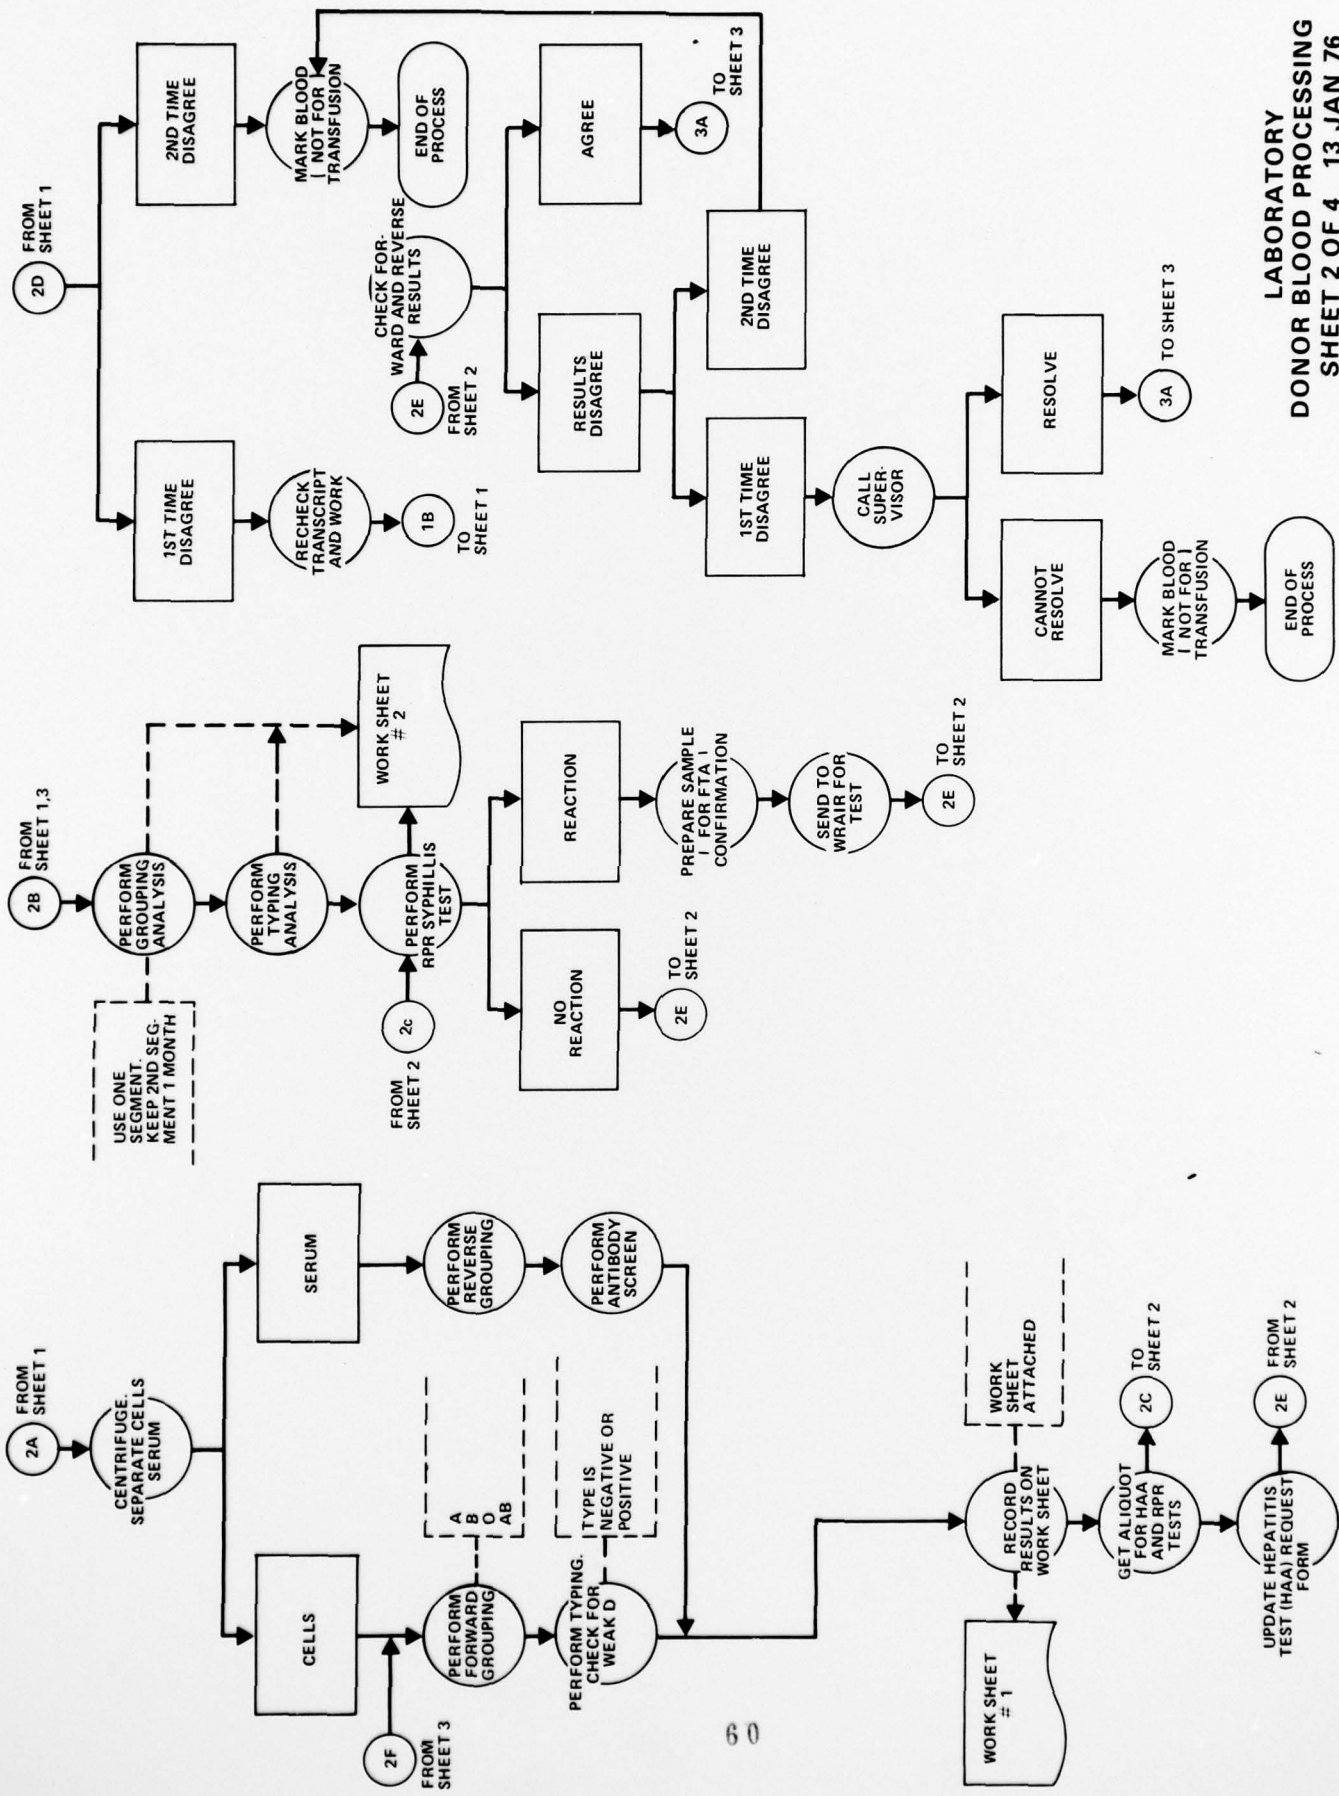 2A
FROM
SHEET 1
CENTRIFUGE.
SEPARATE CELLS
SERUM
CELLS
SERUM
2F
FROM
SHEET 3
PERFORM
FORWARD
GROUPING
A
B
O
AB
PERFORM
REVERSE
GROUPING
PERFORM TYPING.
CHECK FOR
WEAK D
TYPE IS
NEGATIVE OR
POSITIVE
PERFORM
ANTIBODY
SCREEN
WORK SHEET
# 1
RECORD
RESULTS ON
WORK SHEET
WORK
SHEET
ATTACHED
GET ALIQUOT
FOR HAA
AND RPR
TESTS
2C
TO
SHEET 2
UPDATE HEPATITIS
TEST (HAA) REQUEST
FORM
2E
FROM
SHEET 2
2B
FROM
SHEET 1,3
USE ONE
SEGMENT.
KEEP 2ND SEG-
MENT 1 MONTH
PERFORM
GROUPING
ANALYSIS
PERFORM
TYPING
ANALYSIS
FROM
SHEET 2
2c
PERFORM
RPR SYPHILLIS
TEST
WORK SHEET
# 2
NO
REACTION
2E
TO
SHEET 2
REACTION
PREPARE SAMPLE
FOR FTA
CONFIRMATION
SEND TO
WRAIR FOR
TEST
2E
TO
SHEET 2
2D
FROM
SHEET 1
1ST TIME
DISAGREE
RECHECK
TRANSCRIPT
AND WORK
1B
TO
SHEET 1
2ND TIME
DISAGREE
MARK BLOOD
NOT FOR
TRANSFUSION
END OF
PROCESS
2E
FROM
SHEET 2
CHECK FOR-
WARD AND REVERSE
RESULTS
RESULTS
DISAGREE
AGREE
3A
TO
SHEET 3
1ST TIME
DISAGREE
2ND TIME
DISAGREE
CALL
SUPER-
VISOR
CANNOT
RESOLVE
RESOLVE
MARK BLOOD
NOT FOR
TRANSFUSION
3A
TO SHEET 3
END OF
PROCESS
LABORATORY
DONOR BLOOD PROCESSING
SHEET 2 OF 4 13 JAN 76
60